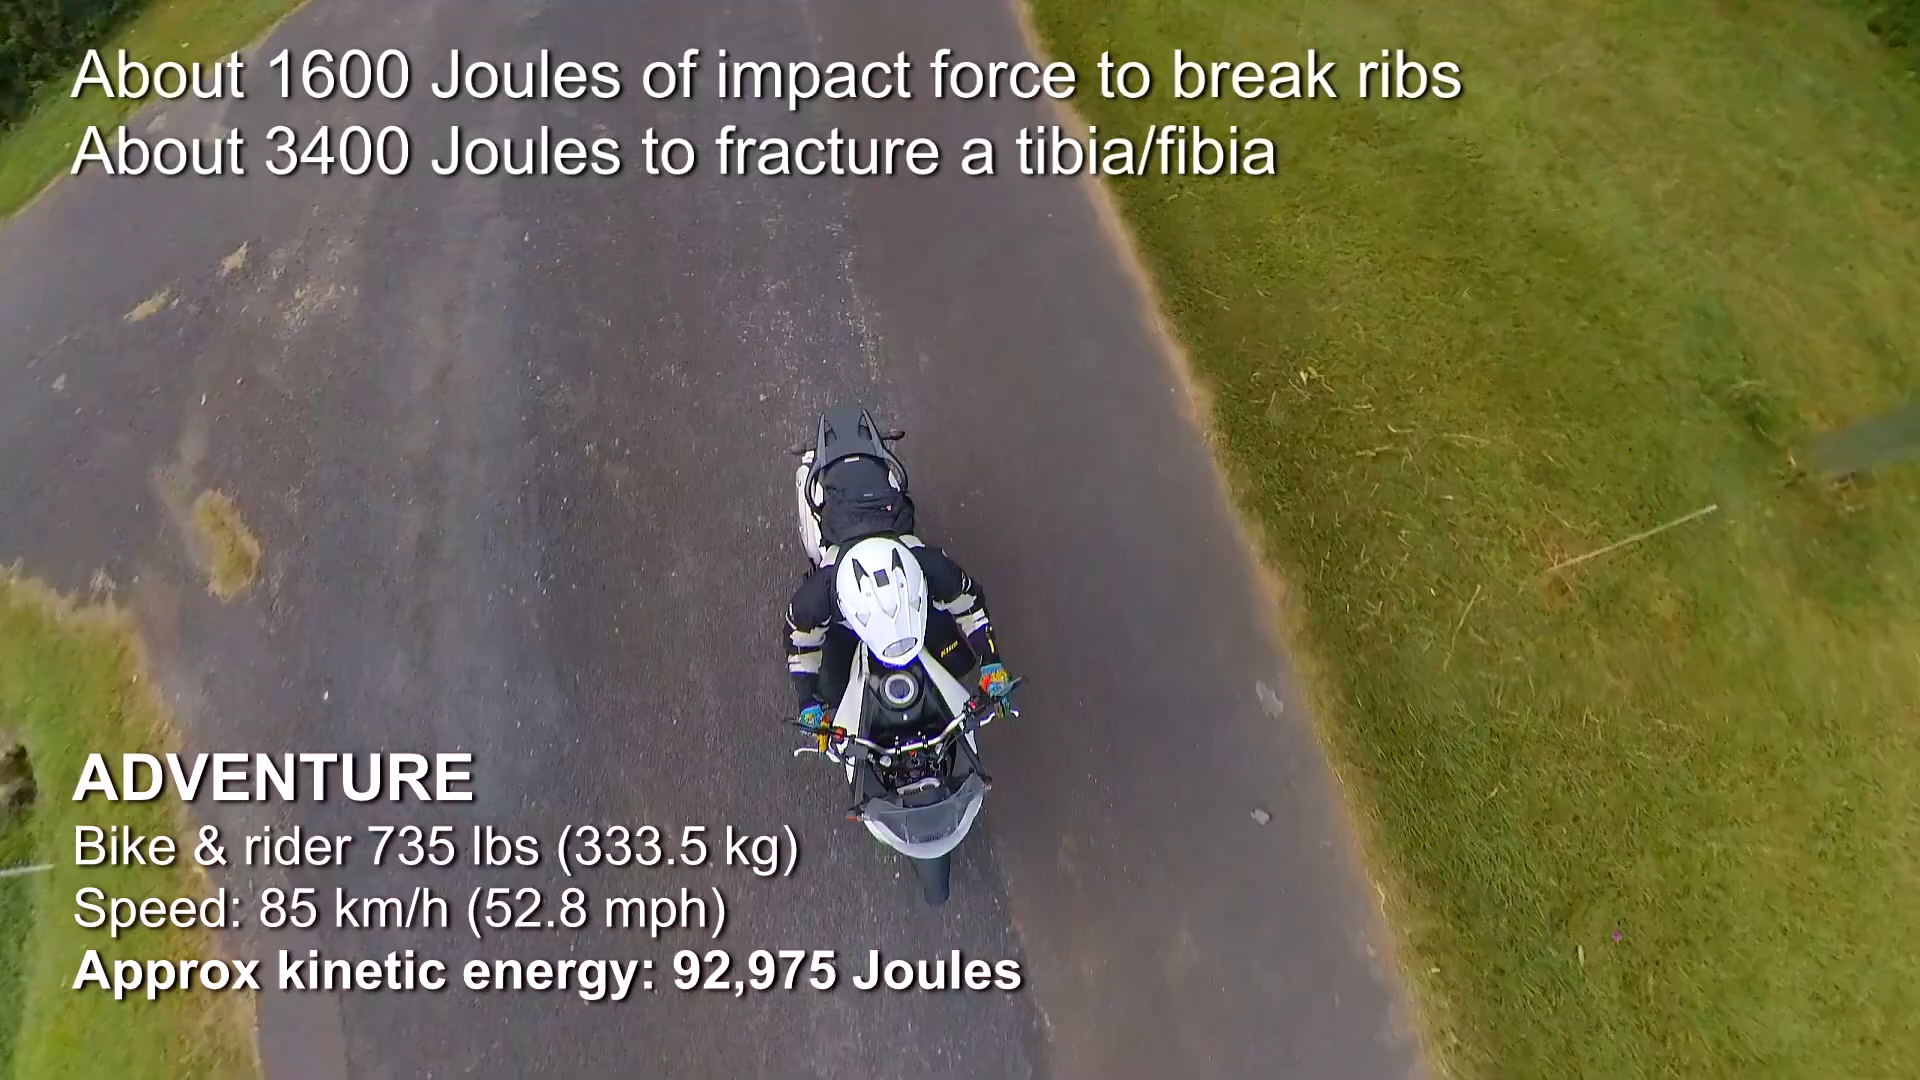 About 1600 Joules of impact force to break ribs
About 3400 Joules to fracture a tibia/fibia
KLIM
ADVENTURE
Bike & rider 735 lbs (333.5 kg)
Speed: 85 km/h (52.8 mph)
Approx kinetic energy: 92,975 Joules